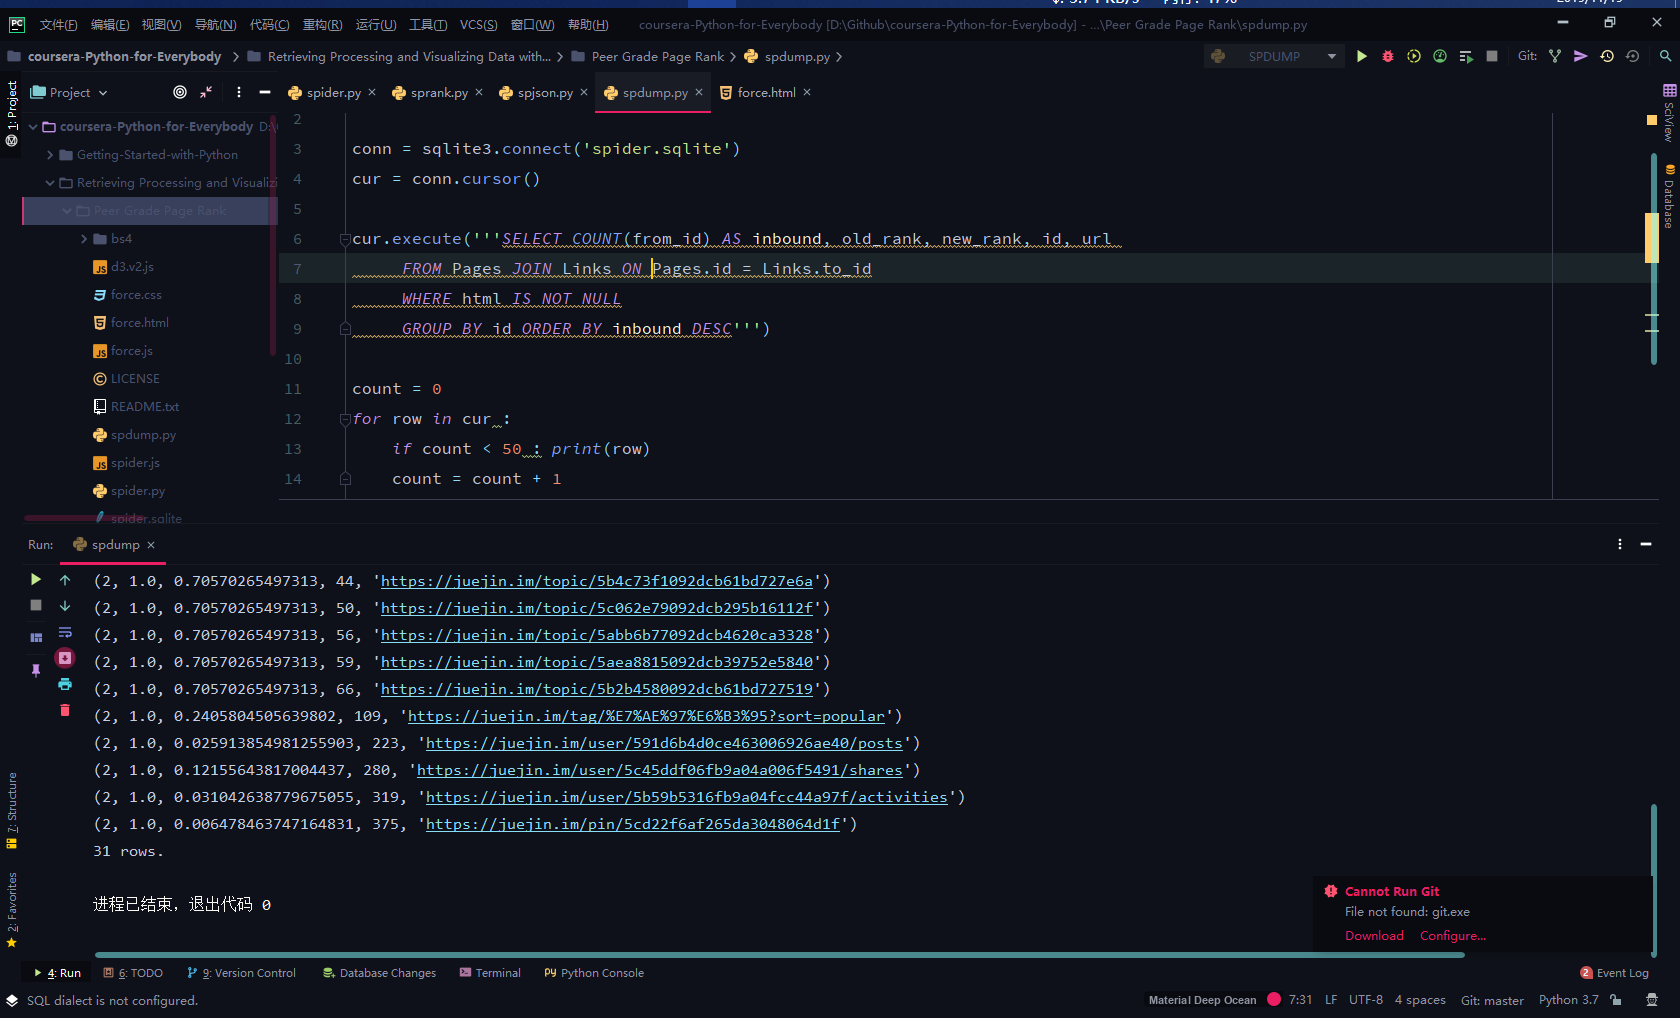 文件(F) 编辑(E) 视图(V) 导航(N) 代码(C) 重构(R) 运行(U) 工具(T) VCS(S) 窗口(W) 帮助(H) coursera-Python-for-Everybody [D:\Github\coursera-Python-for-Everybody] - ...\Peer Grade Page Rank\spdump.py
coursera-Python-for-Everybody Retrieving Processing and Visualizing Data with... Peer Grade Page Rank spdump.py SPDUMP Git:
1: Project
Project
spider.py sprank.py spjson.py spdump.py force.html
coursera-Python-for-Everybody
Getting-Started-with-Python
Retrieving Processing and Visualizi
Peer Grade Page Rank
bs4
d3.v2.js
force.css
force.html
force.js
LICENSE
README.txt
spdump.py
spider.js
spider.py
spider.sqlite
2
3 conn = sqlite3.connect('spider.sqlite')
4 cur = conn.cursor()
5
6 cur.execute('''SELECT COUNT(from_id) AS inbound, old_rank, new_rank, id, url
7 FROM Pages JOIN Links ON Pages.id = Links.to_id
8 WHERE html IS NOT NULL
9 GROUP BY id ORDER BY inbound DESC''')
10
11 count = 0
12 for row in cur :
13 if count < 50 : print(row)
14 count = count + 1
SciView
Database
Run: spdump
(2, 1.0, 0.70570265497313, 44, 'https://juejin.im/topic/5b4c73f1092dcb61bd727e6a')
(2, 1.0, 0.70570265497313, 50, 'https://juejin.im/topic/5c062e79092dcb295b16112f')
(2, 1.0, 0.70570265497313, 56, 'https://juejin.im/topic/5abb6b77092dcb4620ca3328')
(2, 1.0, 0.70570265497313, 59, 'https://juejin.im/topic/5aea8815092dcb39752e5840')
(2, 1.0, 0.70570265497313, 66, 'https://juejin.im/topic/5b2b4580092dcb61bd727519')
(2, 1.0, 0.2405804505639802, 109, 'https://juejin.im/tag/%E7%AE%97%E6%B3%95?sort=popular')
(2, 1.0, 0.025913854981255903, 223, 'https://juejin.im/user/591d6b4d0ce463006926ae40/posts')
(2, 1.0, 0.12155643817004437, 280, 'https://juejin.im/user/5c45ddf06fb9a04a006f5491/shares')
(2, 1.0, 0.031042638779675055, 319, 'https://juejin.im/user/5b59b5316fb9a04fcc44a97f/activities')
(2, 1.0, 0.006478463747164831, 375, 'https://juejin.im/pin/5cd22f6af265da3048064d1f')
31 rows.
进程已结束，退出代码 0
7: Structure
2: Favorites
Cannot Run Git
File not found: git.exe
Download Configure...
4: Run 6: TODO 9: Version Control Database Changes Terminal Python Console 2 Event Log
SQL dialect is not configured. Material Deep Ocean 7:31 LF UTF-8 4 spaces Git: master Python 3.7